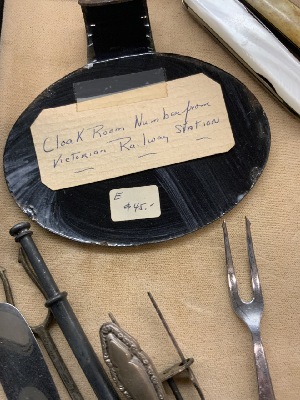 Cloak Room Number from
Victorian Railway Station
E
$45.-